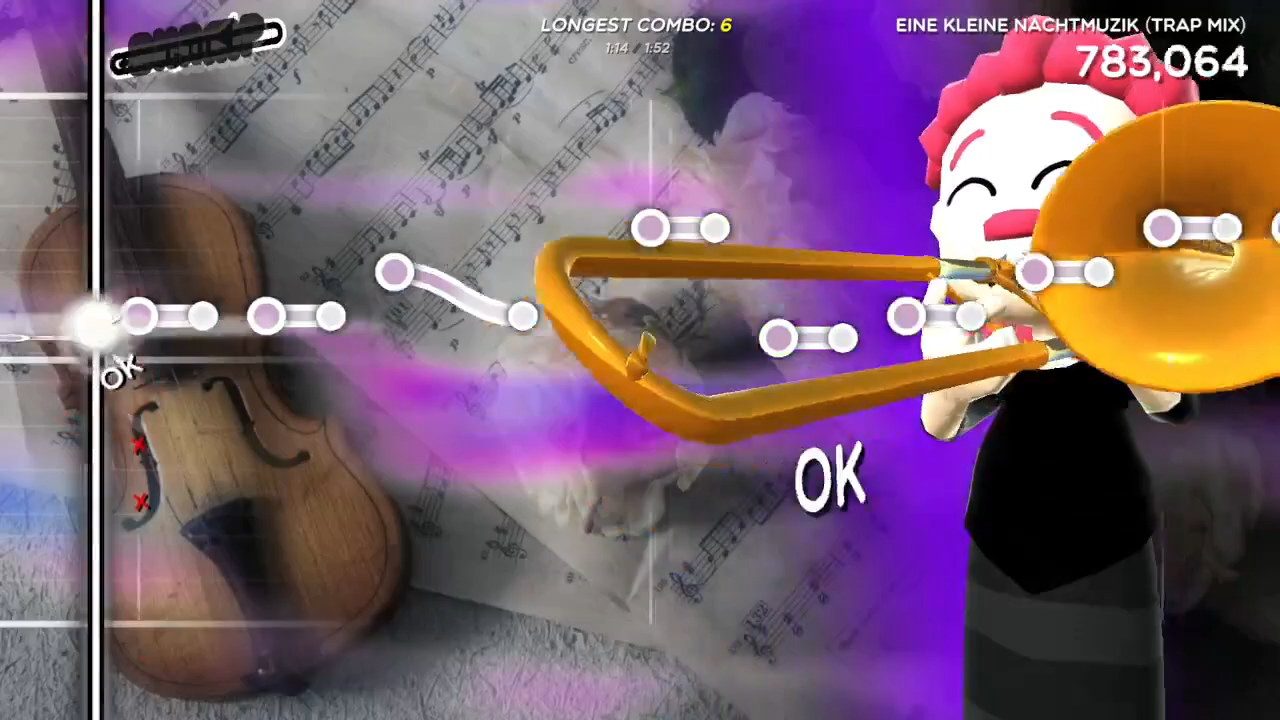 LONGEST COMBO: 6
1:14 / 1:52
EINE KLEINE NACHTMUZIK (TRAP MIX)
783,064
OK
OK